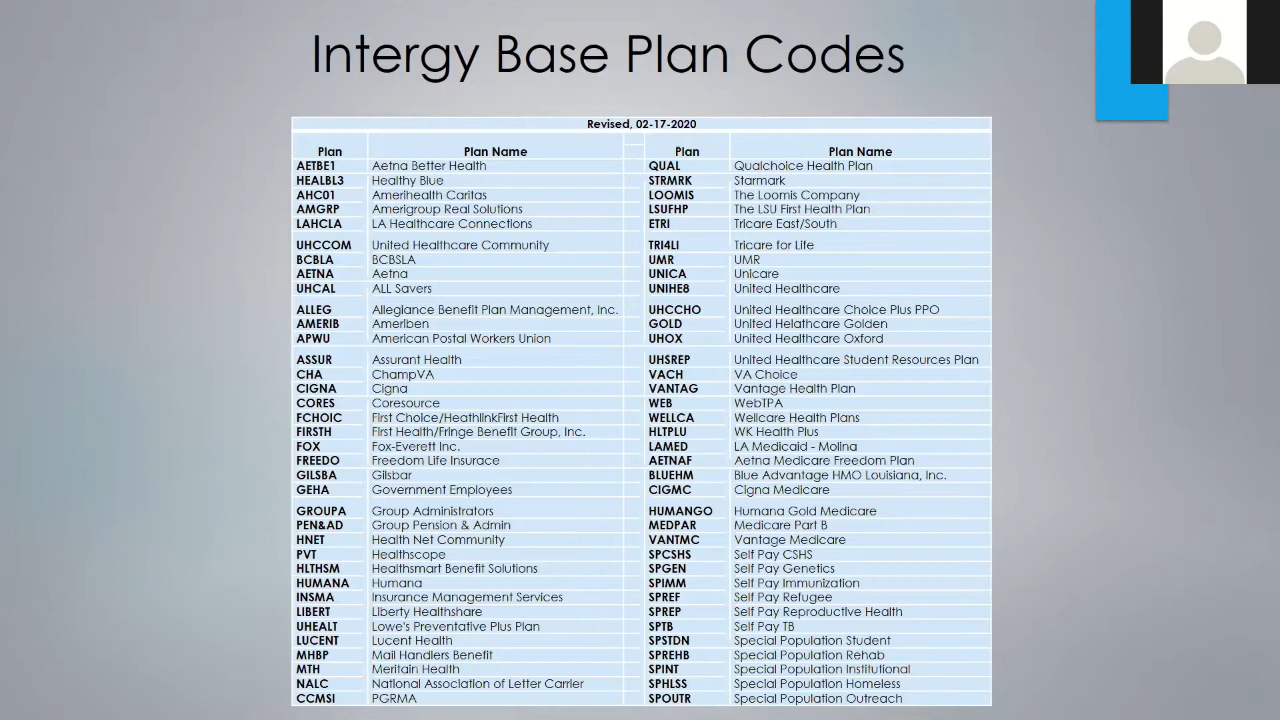 Intergy Base Plan Codes
Revised, 02-17-2020
Plan Plan Name Plan Plan Name
AETBE1 Aetna Better Health QUAL Qualchoice Health Plan
HEALBL3 Healthy Blue STRMRK Starmark
AHC01 Amerihealth Caritas LOOMIS The Loomis Company
AMGRP Amerigroup Real Solutions LSUFHP The LSU First Health Plan
LAHCLA LA Healthcare Connections ETRI Tricare East/South
UHCCOM United Healthcare Community TRI4LI Tricare for Life
BCBLA BCBSLA UMR UMR
AETNA Aetna UNICA Unicare
UHCAL ALL Savers UNIHE8 United Healthcare
ALLEG Allegiance Benefit Plan Management, Inc. UHCCHO United Healthcare Choice Plus PPO
AMERIB Ameriben GOLD United Helathcare Golden
APWU American Postal Workers Union UHOX United Healthcare Oxford
ASSUR Assurant Health UHSREP United Healthcare Student Resources Plan
CHA ChampVA VACH VA Choice
CIGNA Cigna VANTAG Vantage Health Plan
CORES Coresource WEB WebTPA
FCHOIC First Choice/HeathlinkFirst Health WELLCA Wellcare Health Plans
FIRSTH First Health/Fringe Benefit Group, Inc. HLTPLU WK Health Plus
FOX Fox-Everett Inc. LAMED LA Medicaid - Molina
FREEDO Freedom Life Insurace AETNAF Aetna Medicare Freedom Plan
GILSBA Gilsbar BLUEHM Blue Advantage HMO Louisiana, Inc.
GEHA Government Employees CIGMC Cigna Medicare
GROUPA Group Administrators HUMANGO Humana Gold Medicare
PEN&AD Group Pension & Admin MEDPAR Medicare Part B
HNET Health Net Community VANTMC Vantage Medicare
PVT Healthscope SPCSHS Self Pay CSHS
HLTHSM Healthsmart Benefit Solutions SPGEN Self Pay Genetics
HUMANA Humana SPIMM Self Pay Immunization
INSMA Insurance Management Services SPREF Self Pay Refugee
LIBERT Liberty Healthshare SPREP Self Pay Reproductive Health
UHEALT Lowe's Preventative Plus Plan SPTB Self Pay TB
LUCENT Lucent Health SPSTDN Special Population Student
MHBP Mail Handlers Benefit SPREHB Special Population Rehab
MTH Meritain Health SPINT Special Population Institutional
NALC National Association of Letter Carrier SPHLSS Special Population Homeless
CCMSI PGRMA SPOUTR Special Population Outreach